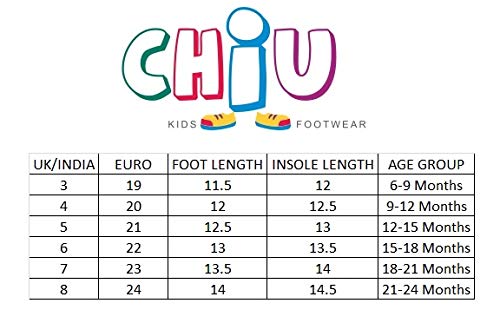 CHiU
KIDS FOOTWEAR
UK/INDIA EURO FOOT LENGTH INSOLE LENGTH AGE GROUP
3 19 11.5 12 6-9 Months
4 20 12 12.5 9-12 Months
5 21 12.5 13 12-15 Months
6 22 13 13.5 15-18 Months
7 23 13.5 14 18-21 Months
8 24 14 14.5 21-24 Months